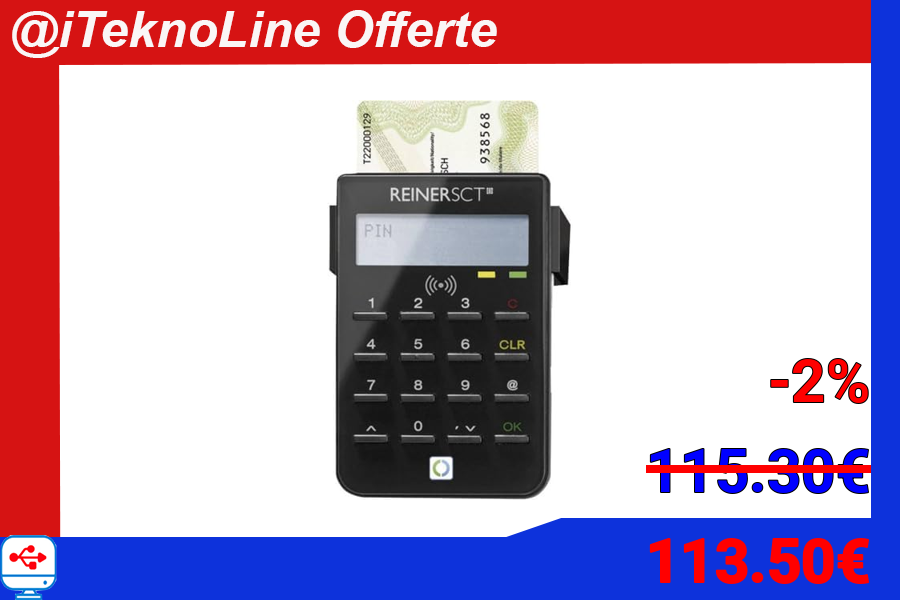 @iTeknoLine Offerte
T22000129
938568
SCH
REINERSCT
PIN
1 2 3 C
4 5 6 CLR
7 8 9 @
0 OK
-2%
115.30€
113.50€